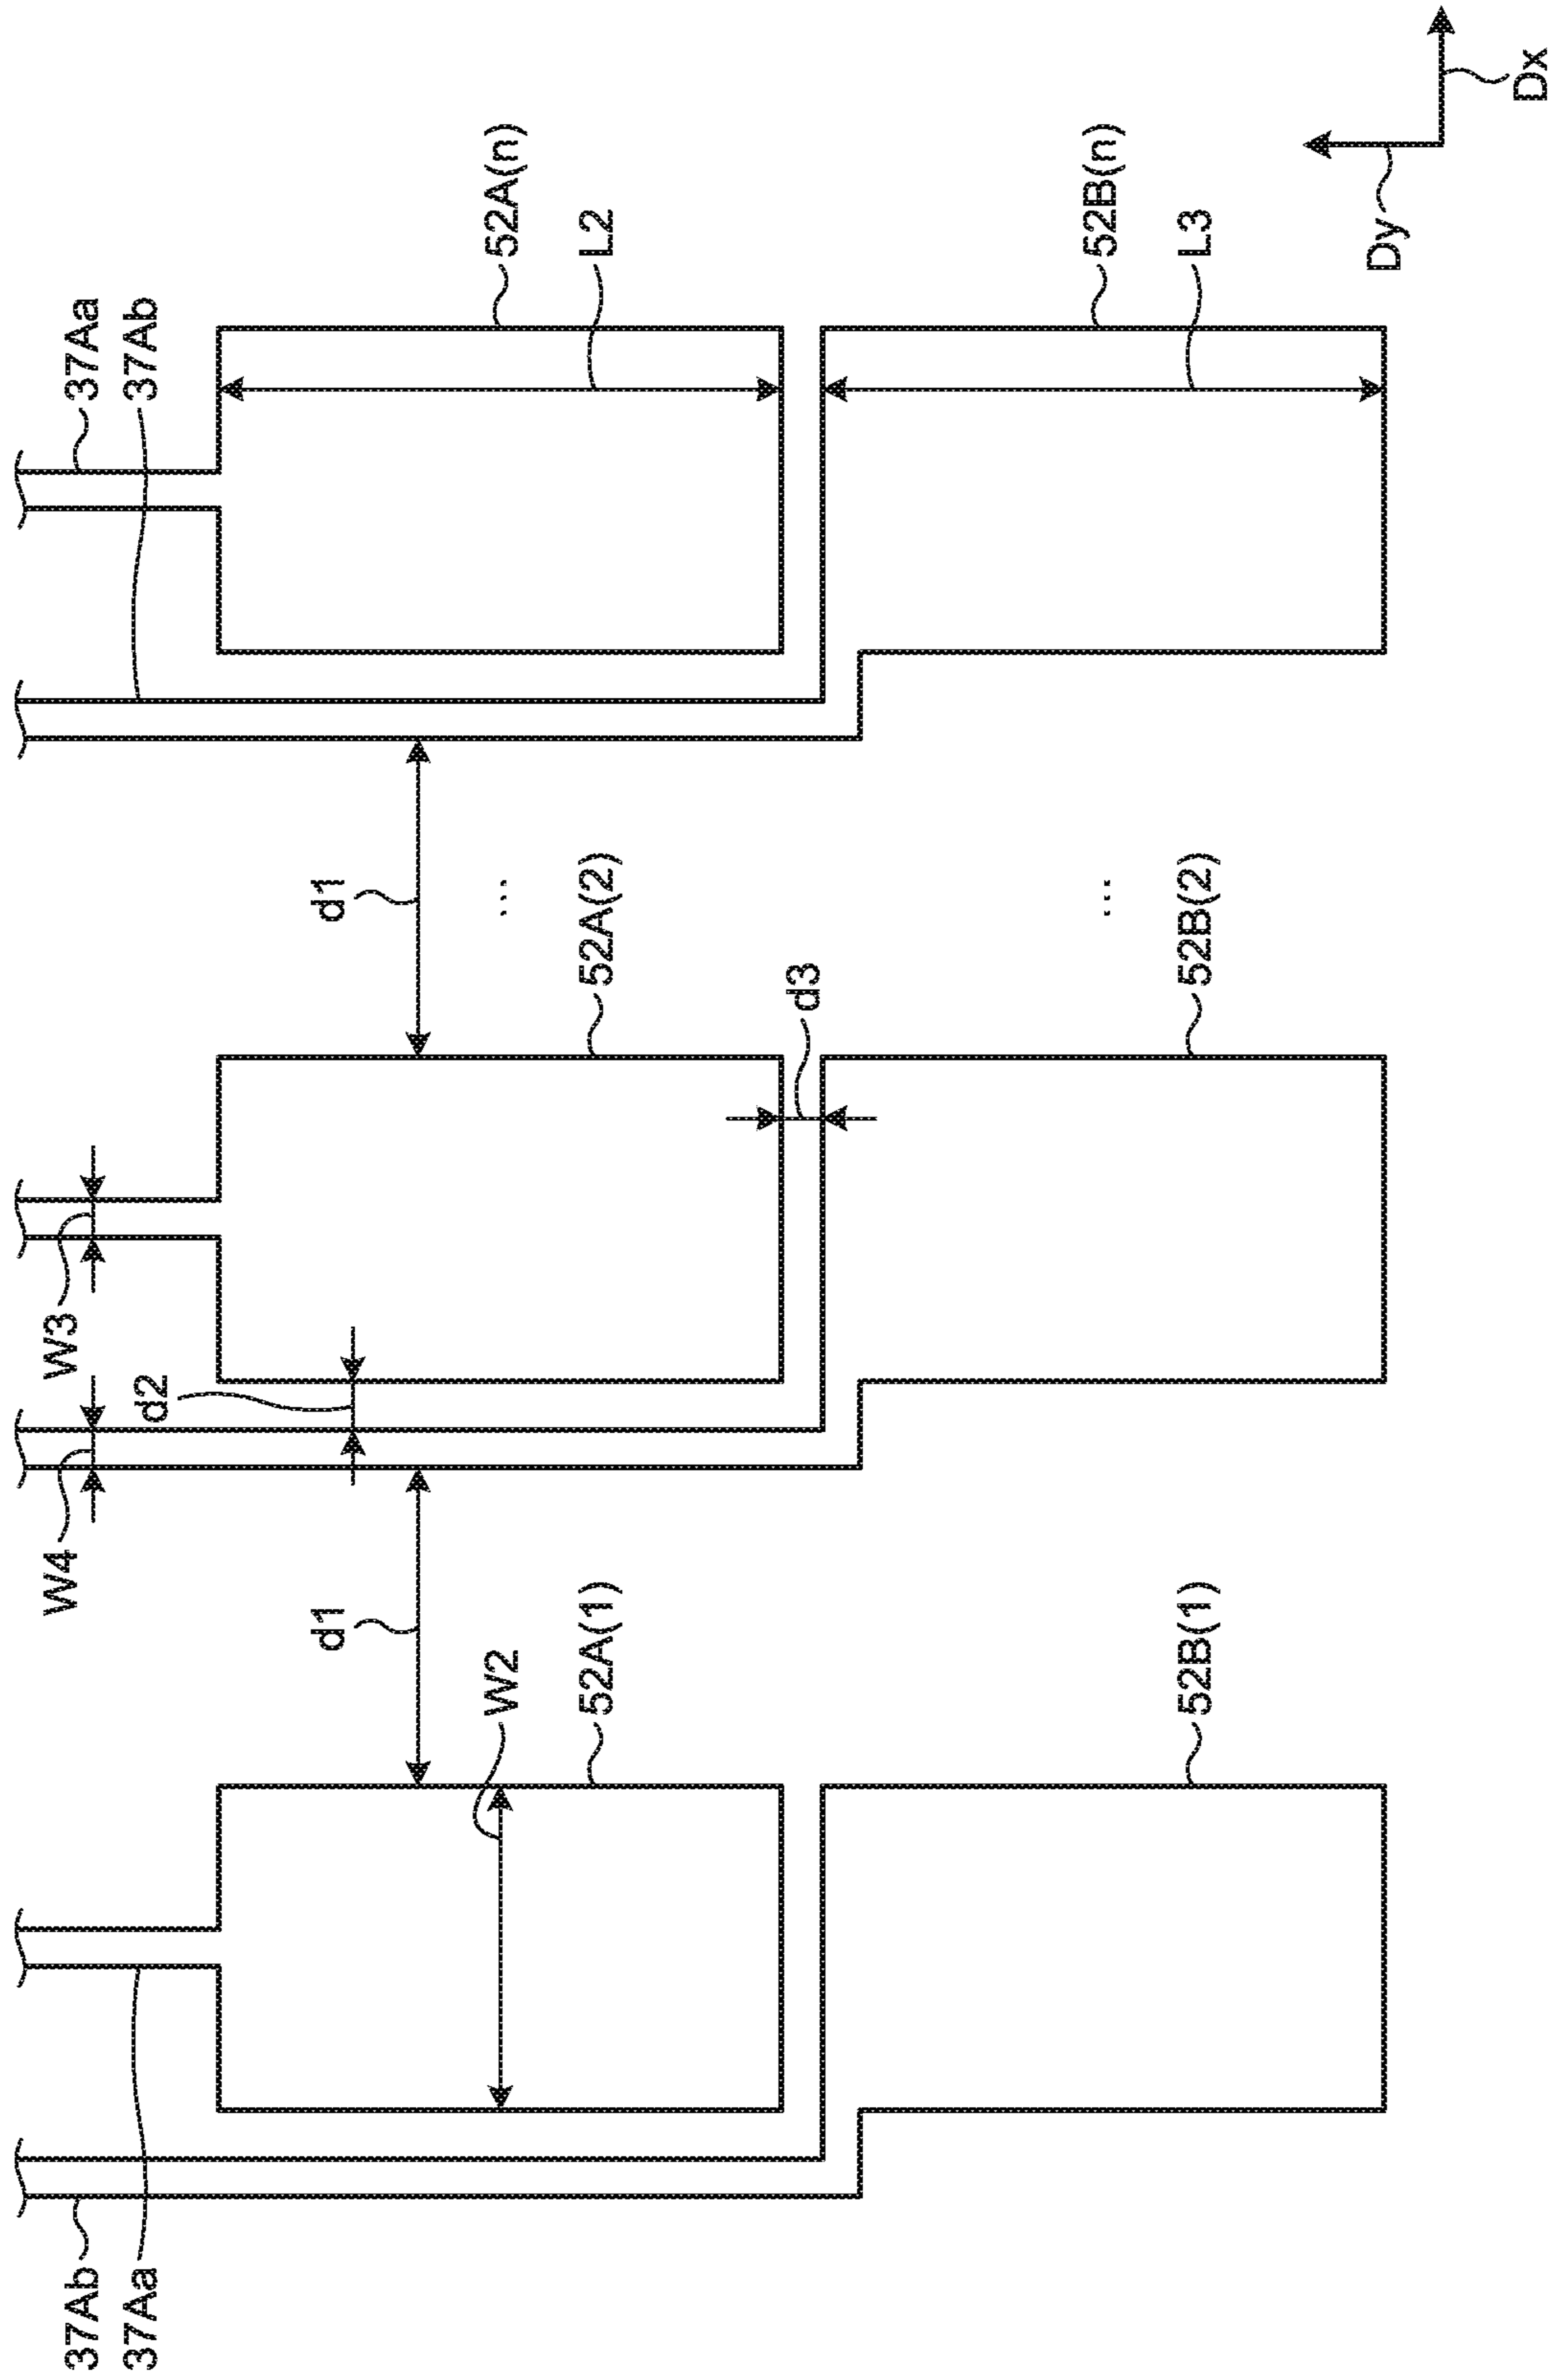 W4
W3
37Ab
37Aa
37Aa
d2
37Ab
d1
d1
W2
...
52A(n)
52A(1)
52A(2)
L2
d3
...
52B(n)
52B(1)
52B(2)
L3
Dy
Dx